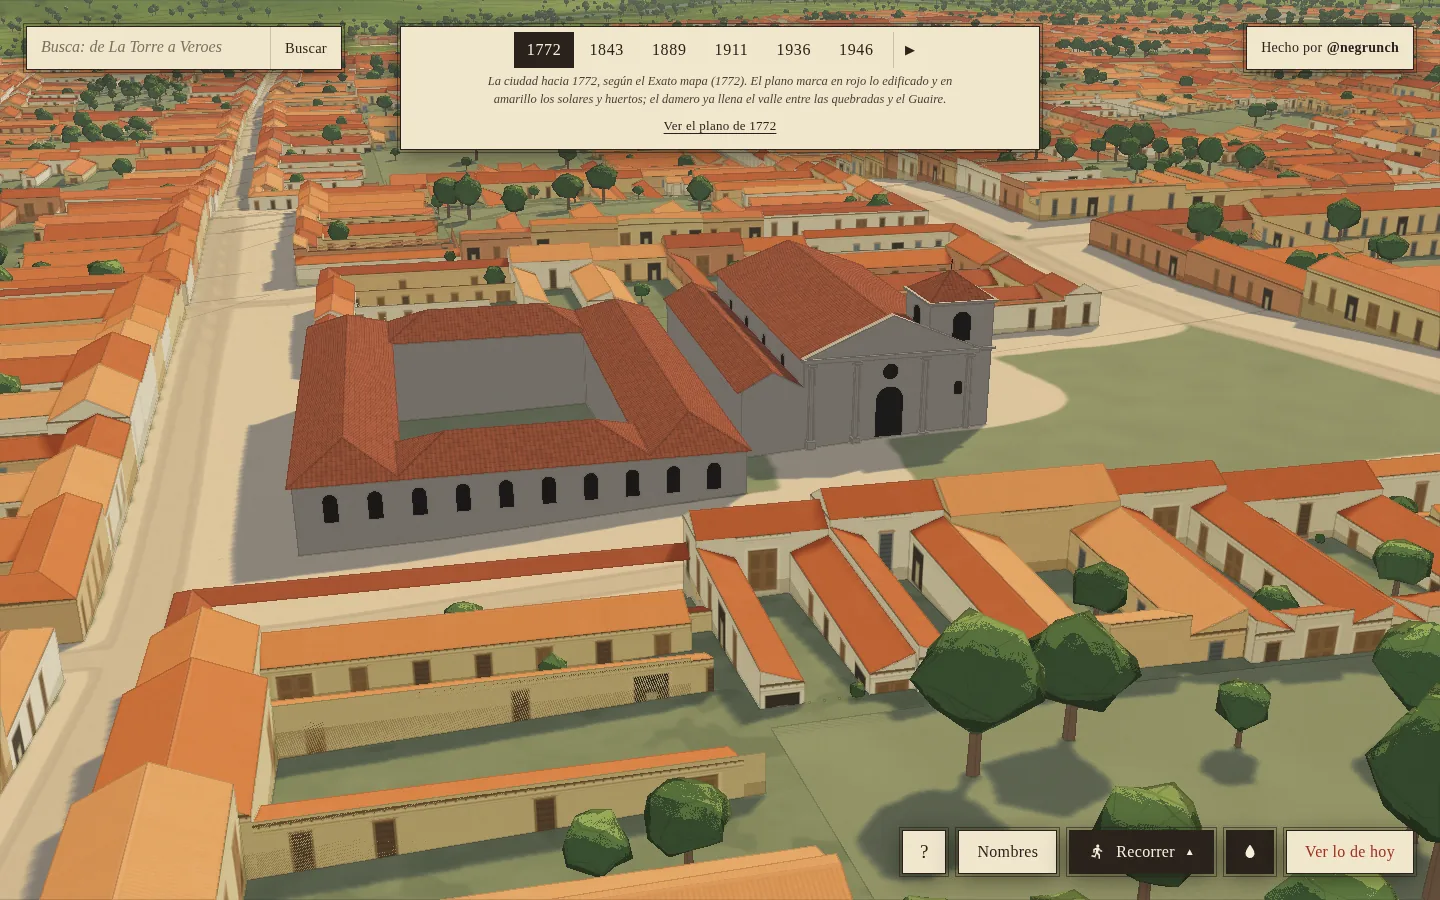 Busca: de La Torre a Veroes
Buscar
1772 1843 1889 1911 1936 1946 ▶
La ciudad hacia 1772, según el Exato mapa (1772). El plano marca en rojo lo edificado y en
amarillo los solares y huertos; el damero ya llena el valle entre las quebradas y el Guaire.
Ver el plano de 1772
Hecho por @negrunch
?
Nombres
Recorrer ▲
Ver lo de hoy